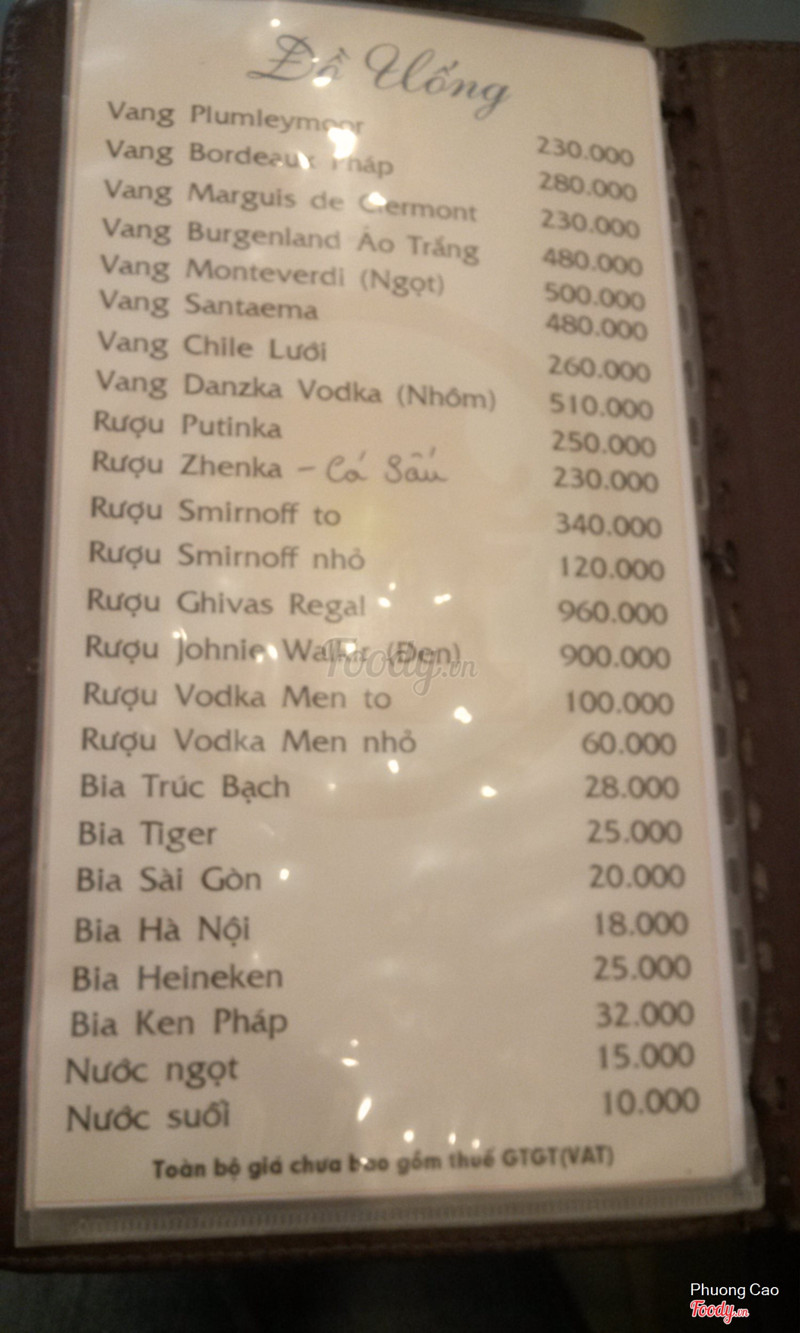 Đồ Uống
Vang Plumleymoor 230.000
Vang Bordeaux Pháp 280.000
Vang Marguis de Clermont 230.000
Vang Burgenland Áo Trắng 480.000
Vang Monteverdi (Ngọt) 500.000
Vang Santaema 480.000
Vang Chile Lưới 260.000
Vang Danzka Vodka (Nhôm) 510.000
Rượu Putinka 250.000
Rượu Zhenka - Cá Sấu 230.000
Rượu Smirnoff to 340.000
Rượu Smirnoff nhỏ 120.000
Rượu Ghivas Regal 960.000
Rượu Johnie (Đen) 900.000
Rượu Vodka Men to 100.000
Rượu Vodka Men nhỏ 60.000
Bia Trúc Bạch 28.000
Bia Tiger 25.000
Bia Sài Gòn 20.000
Bia Hà Nội 18.000
Bia Heineken 25.000
Bia Ken Pháp 32.000
Nước ngọt 15.000
Nước suối 10.000
Toàn bộ giá chưa bao gồm thuế GTGT(VAT)
Foody.vn
Phuong Cao
Foody.vn